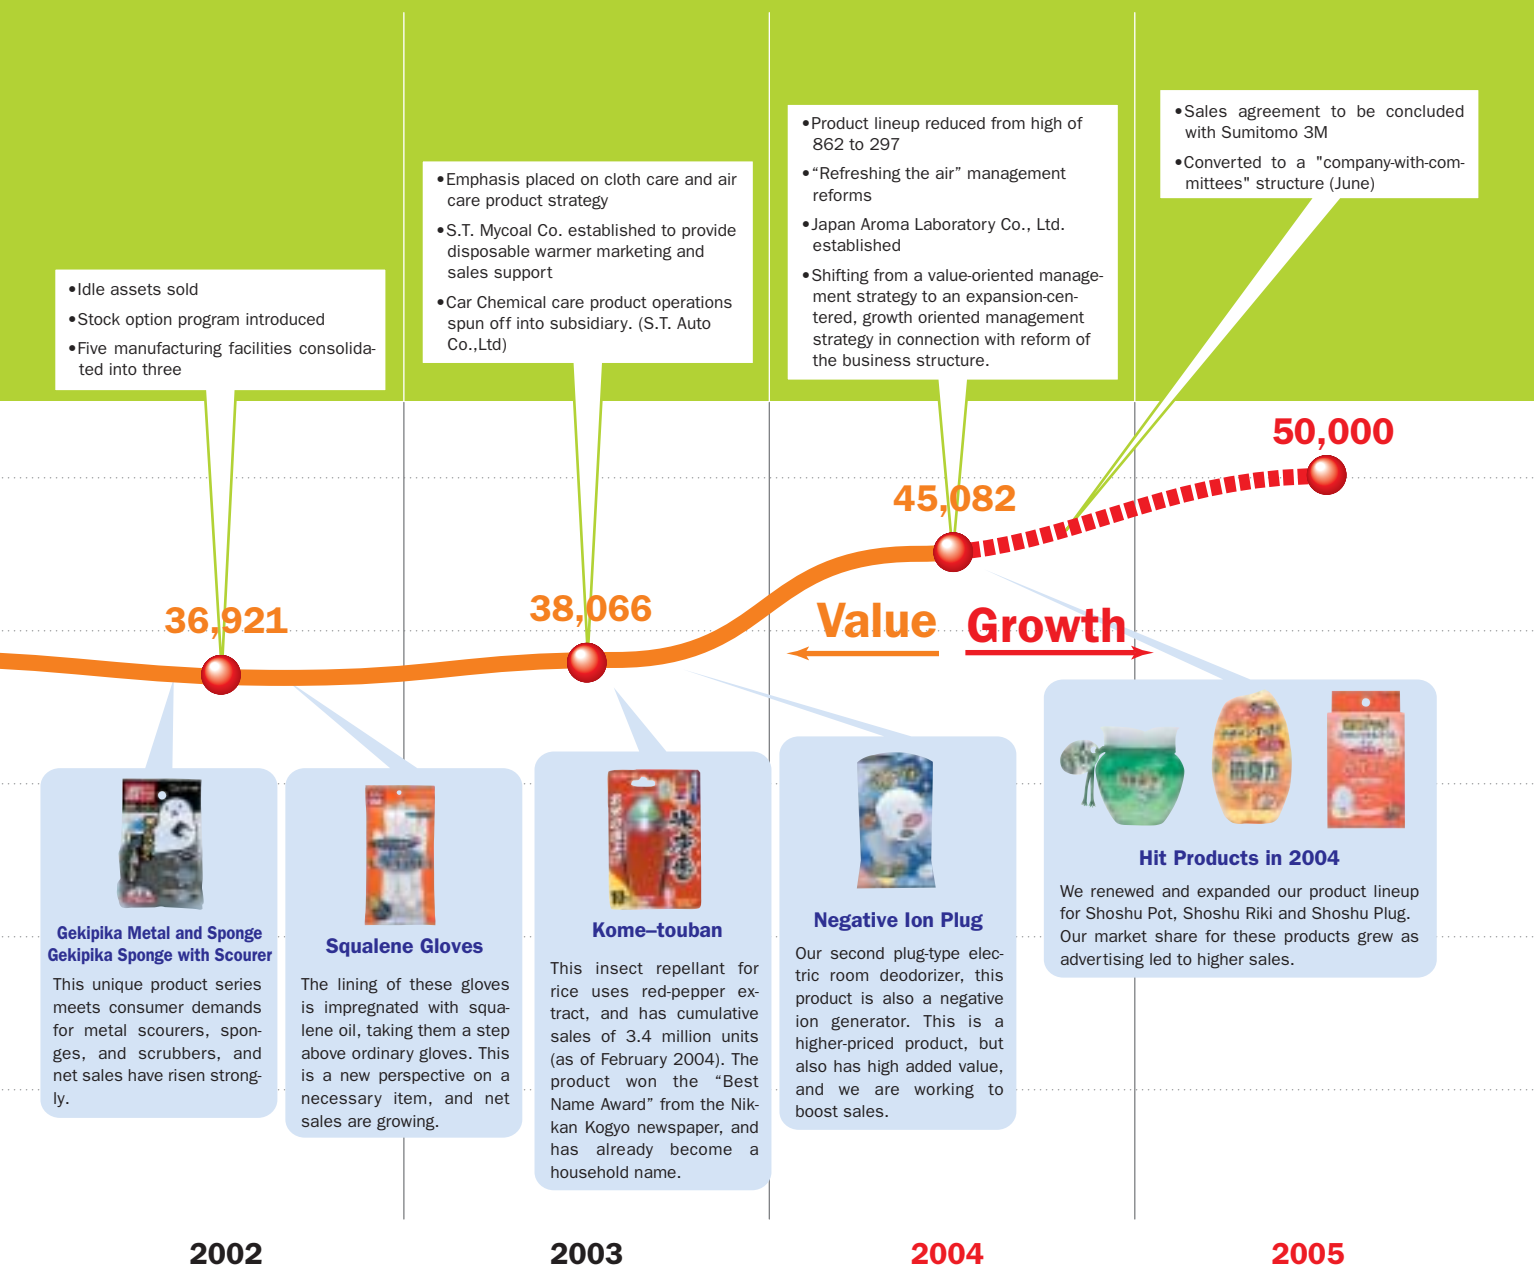 •Idle assets sold
•Stock option program introduced
•Five manufacturing facilities consolida-
ted into three
•Emphasis placed on cloth care and air
care product strategy
•S.T. Mycoal Co. established to provide
disposable warmer marketing and
sales support
•Car Chemical care product operations
spun off into subsidiary. (S.T. Auto
Co.,Ltd)
•Product lineup reduced from high of
862 to 297
•“Refreshing the air” management
reforms
•Japan Aroma Laboratory Co., Ltd.
established
•Shifting from a value-oriented manage-
ment strategy to an expansion-cen-
tered, growth oriented management
strategy in connection with reform of
the business structure.
•Sales agreement to be concluded
with Sumitomo 3M
•Converted to a "company-with-com-
mittees" structure (June)
36,921
38,066
45,082
50,000
Value
Growth
Gekipika Metal and Sponge
Gekipika Sponge with Scourer
This unique product series
meets consumer demands
for metal scourers, spon-
ges, and scrubbers, and
net sales have risen strong-
ly.
Squalene Gloves
The lining of these gloves
is impregnated with squa-
lene oil, taking them a step
above ordinary gloves. This
is a new perspective on a
necessary item, and net
sales are growing.
Kome–touban
This insect repellant for
rice uses red-pepper ex-
tract, and has cumulative
sales of 3.4 million units
(as of February 2004). The
product won the “Best
Name Award” from the Nik-
kan Kogyo newspaper, and
has already become a
household name.
Negative Ion Plug
Our second plug-type elec-
tric room deodorizer, this
product is also a negative
ion generator. This is a
higher-priced product, but
also has high added value,
and we are working to
boost sales.
Hit Products in 2004
We renewed and expanded our product lineup
for Shoshu Pot, Shoshu Riki and Shoshu Plug.
Our market share for these products grew as
advertising led to higher sales.
2002
2003
2004
2005